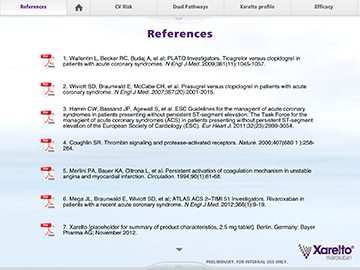 References CV Risk Dual Pathways Xarelto profile Efficacy
References
1. Wallentin L, Becker RC, Budaj A, et al; PLATO Investigators. Ticagrelor versus clopidogrel in
patients with acute coronary syndromes. N Engl J Med. 2009;361(11):1045-1057.
2. Wiviott SD, Braunwald E, McCabe CH, et al. Prasugrel versus clopidogrel in patients with acute
coronary syndrome. N Engl J Med. 2007;357(20):2001-2015.
3. Hamm CW, Bassand JP, Agewall S, et al. ESC Guidelines for the managient of acute coronary
syndromes in patients presenting without persistent ST-segment elevation: The Task Force for the
managient of acute coronary syndromes (ACS) in patients presenting without persistent ST-segment
elevation of the European Society of Cardiology (ESC). Eur Heart J. 2011;32(23):2999-3054.
4. Coughlin SR. Thrombin signaling and protease-activated receptors. Nature. 2000;407(680 1 ):258-
264.
5. Merlini PA, Bauer KA, Oltrona L, et al. Persistent activation of coagulation mechanism in unstable
angina and myocardial infarction. Circulation. 1994;90(1):61-68.
6. Mega JL, Braunwald E, Wiviott SD, et al; ATLAS ACS 2–TIMI 51 Investigators. Rivaroxaban in
patients with a recent acute coronary syndrome. N Engl J Med. 2012;366(1):9-19.
7. Xarelto [placeholder for summary of product characteristics, 2.5 mg tablet]. Berlin, Germany: Bayer
Pharma AG; November 2012.
PRELIMINARY. FOR INTERNAL USE ONLY.
Xarelto
rivaroxaban